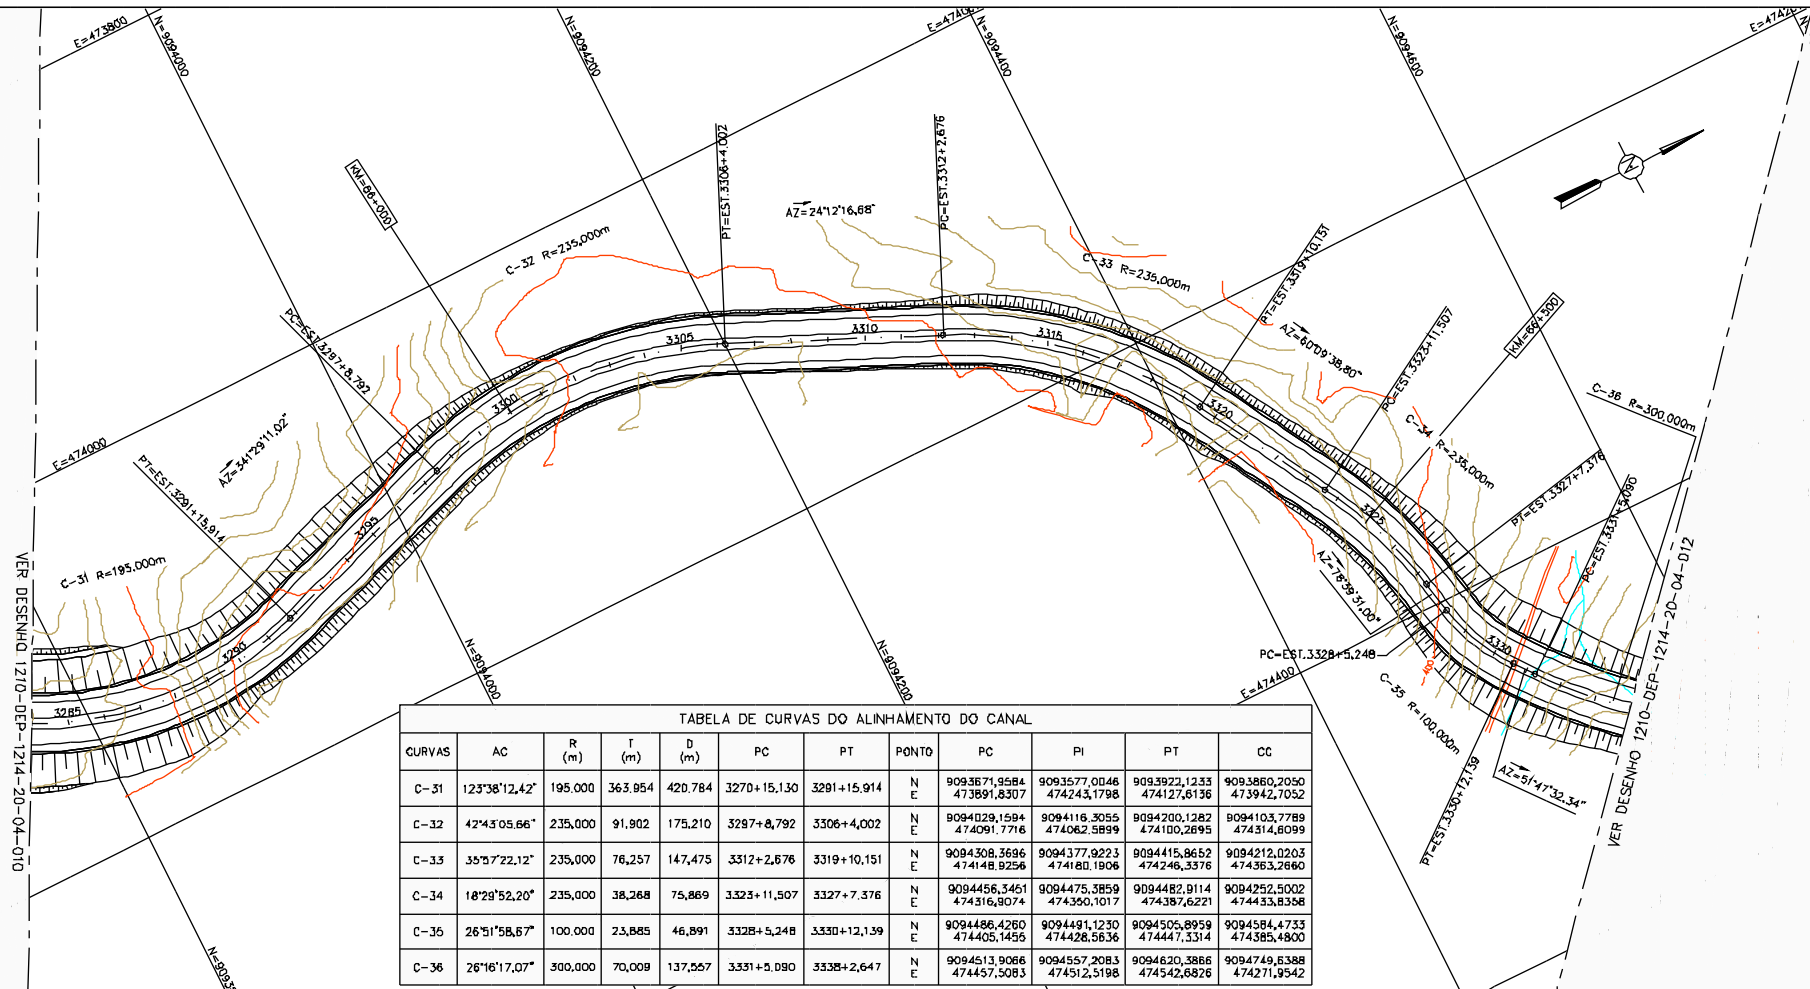 E=473800
N=9094000
N=9094200
N=9094400
N=9094600
KM=66+000
PT=EST.3306+4.002
AZ=24°12'16,68"
PC=EST.3312+2,676
C-32 R=235,000m
C-33 R=235,000m
PT=EST.3319+10.151
AZ=60°09'38,80"
PC=EST.3323+11,507
KM=66+500
C-36 R=300,000m
PC=EST.3297+8,792
3305
3310
3315
3300
3320
C-34 R=235,000m
E=474000
AZ=341°29'11,02"
PT=EST.3291+15,914
3295
3325
PT=EST.3327+7,376
PC=EST.3331+5,090
C-31 R=195,000m
AZ=78°39'31,00"
3290
3330
N=9094000
N=9094200
PC=EST.3328+5,248
E=474400
400
3285
C-35 R=100,000m
AZ=51°47'32,34"
PT=EST.3330+12,139
VER DESENHO 1210-DEP-1214-20-04-010
VER DESENHO 1210-DEP-1214-20-04-012
TABELA DE CURVAS DO ALINHAMENTO DO CANAL
CURVAS AC R (m) T (m) D (m) PC PT PONTO PC PI PT CC
C-31 123°38'12,42" 195,000 363,954 420,784 3270+15,130 3291+15,914 N 9093671,9584 9093577,0046 9093922,1233 9093860,2050
E 473891,8307 474243,1798 474127,6136 473942,7052
C-32 42°43'05,66" 235,000 91,902 175,210 3297+8,792 3306+4,002 N 9094029,1594 9094116,3055 9094200,1282 9094103,7789
E 474091,7716 474062,5899 474100,2695 474314,6099
C-33 35°57'22,12" 235,000 76,257 147,475 3312+2,676 3319+10,151 N 9094308,3696 9094377,9223 9094415,8652 9094212,0203
E 474148,9256 474180,1906 474246,3376 474363,2660
C-34 18°29'52,20" 235,000 38,268 75,869 3323+11,507 3327+7,376 N 9094456,3461 9094475,3859 9094482,9114 9094252,5002
E 474316,9074 474350,1017 474387,6221 474433,8358
C-35 26°51'58,67" 100,000 23,885 46,891 3328+5,248 3330+12,139 N 9094486,4260 9094491,1230 9094505,8959 9094584,4733
E 474405,1456 474428,5636 474447,3314 474385,4800
C-36 26°16'17,07" 300,000 70,009 137,557 3331+5,090 3338+2,647 N 9094513,9066 9094557,2083 9094620,3866 9094749,6388
E 474457,5083 474512,5198 474542,6826 474271,9542